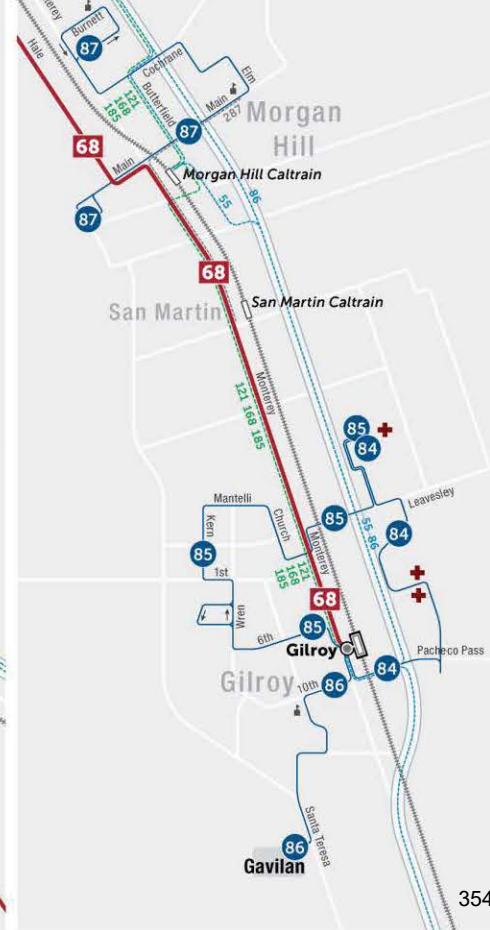 erey
Burnett
87
Hale
Cochrane
Elm
121
168
185
Butterfield
Main
287
Morgan
Hill
87
68
Main
Morgan Hill Caltrain
87
55
86
68
San Martin Caltrain
San Martin
Monterey
121 168 185
85
84
Leavesley
Mantelli
Kern
Church
85
55 86
84
85
Monterey
1st
121
168
185
68
Wren
85
6th
Gilroy
Pacheco Pass
84
Gilroy
10th
86
Santa Teresa
86
Gavilan
354